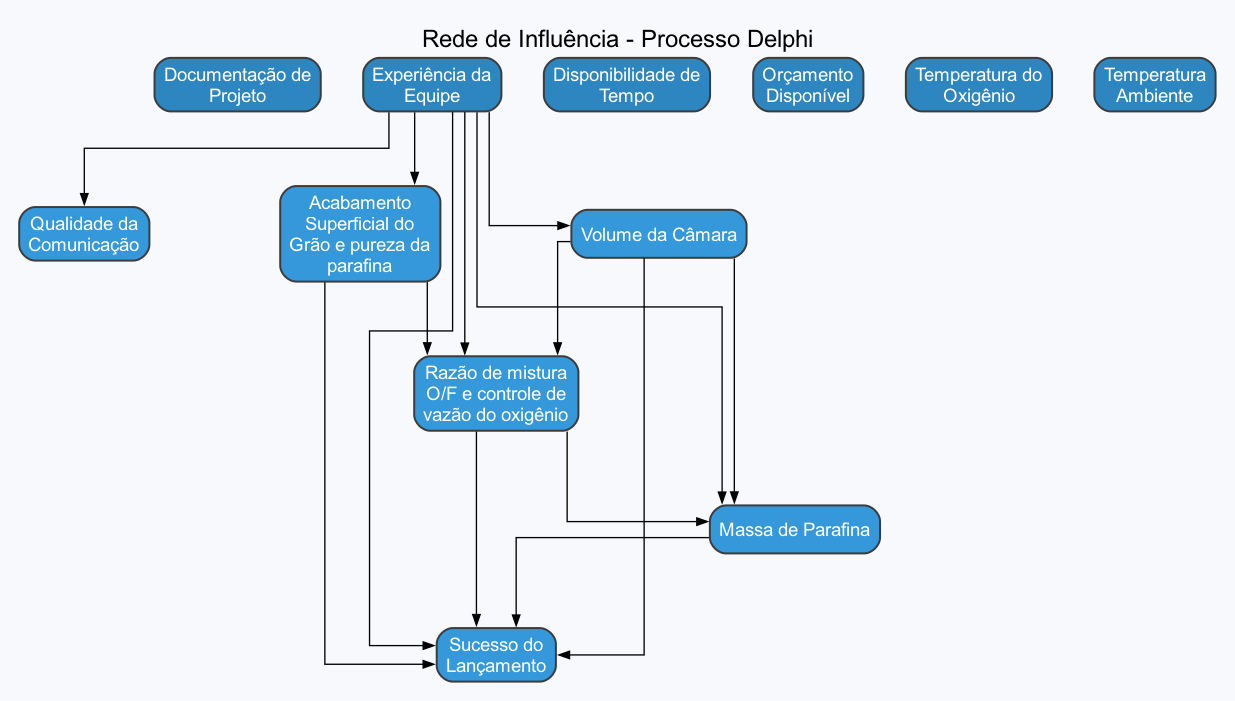 Rede de Influência - Processo Delphi
Documentação de
Projeto
Experiência da
Equipe
Disponibilidade de
Tempo
Orçamento
Disponível
Temperatura do
Oxigênio
Temperatura
Ambiente
Qualidade da
Comunicação
Acabamento
Superficial do
Grão e pureza da
parafina
Volume da Câmara
Razão de mistura
O/F e controle de
vazão do oxigênio
Massa de Parafina
Sucesso do
Lançamento